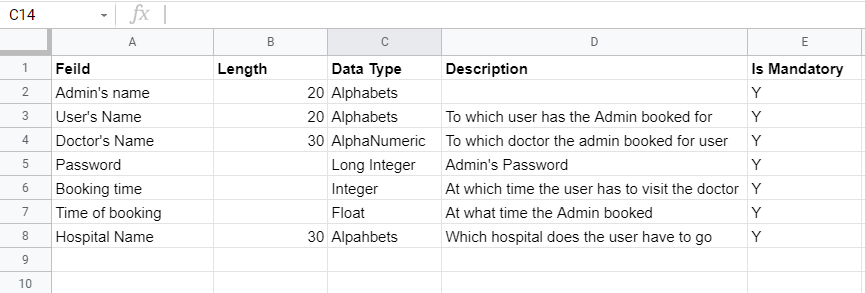 C14 fx
A B C D E
1 Feild Length Data Type Description Is Mandatory
2 Admin's name 20 Alphabets Y
3 User's Name 20 Alphabets To which user has the Admin booked for Y
4 Doctor's Name 30 AlphaNumeric To which doctor the admin booked for user Y
5 Password Long Integer Admin's Password Y
6 Booking time Integer At which time the user has to visit the doctor Y
7 Time of booking Float At what time the Admin booked Y
8 Hospital Name 30 Alpahbets Which hospital does the user have to go Y
9
10